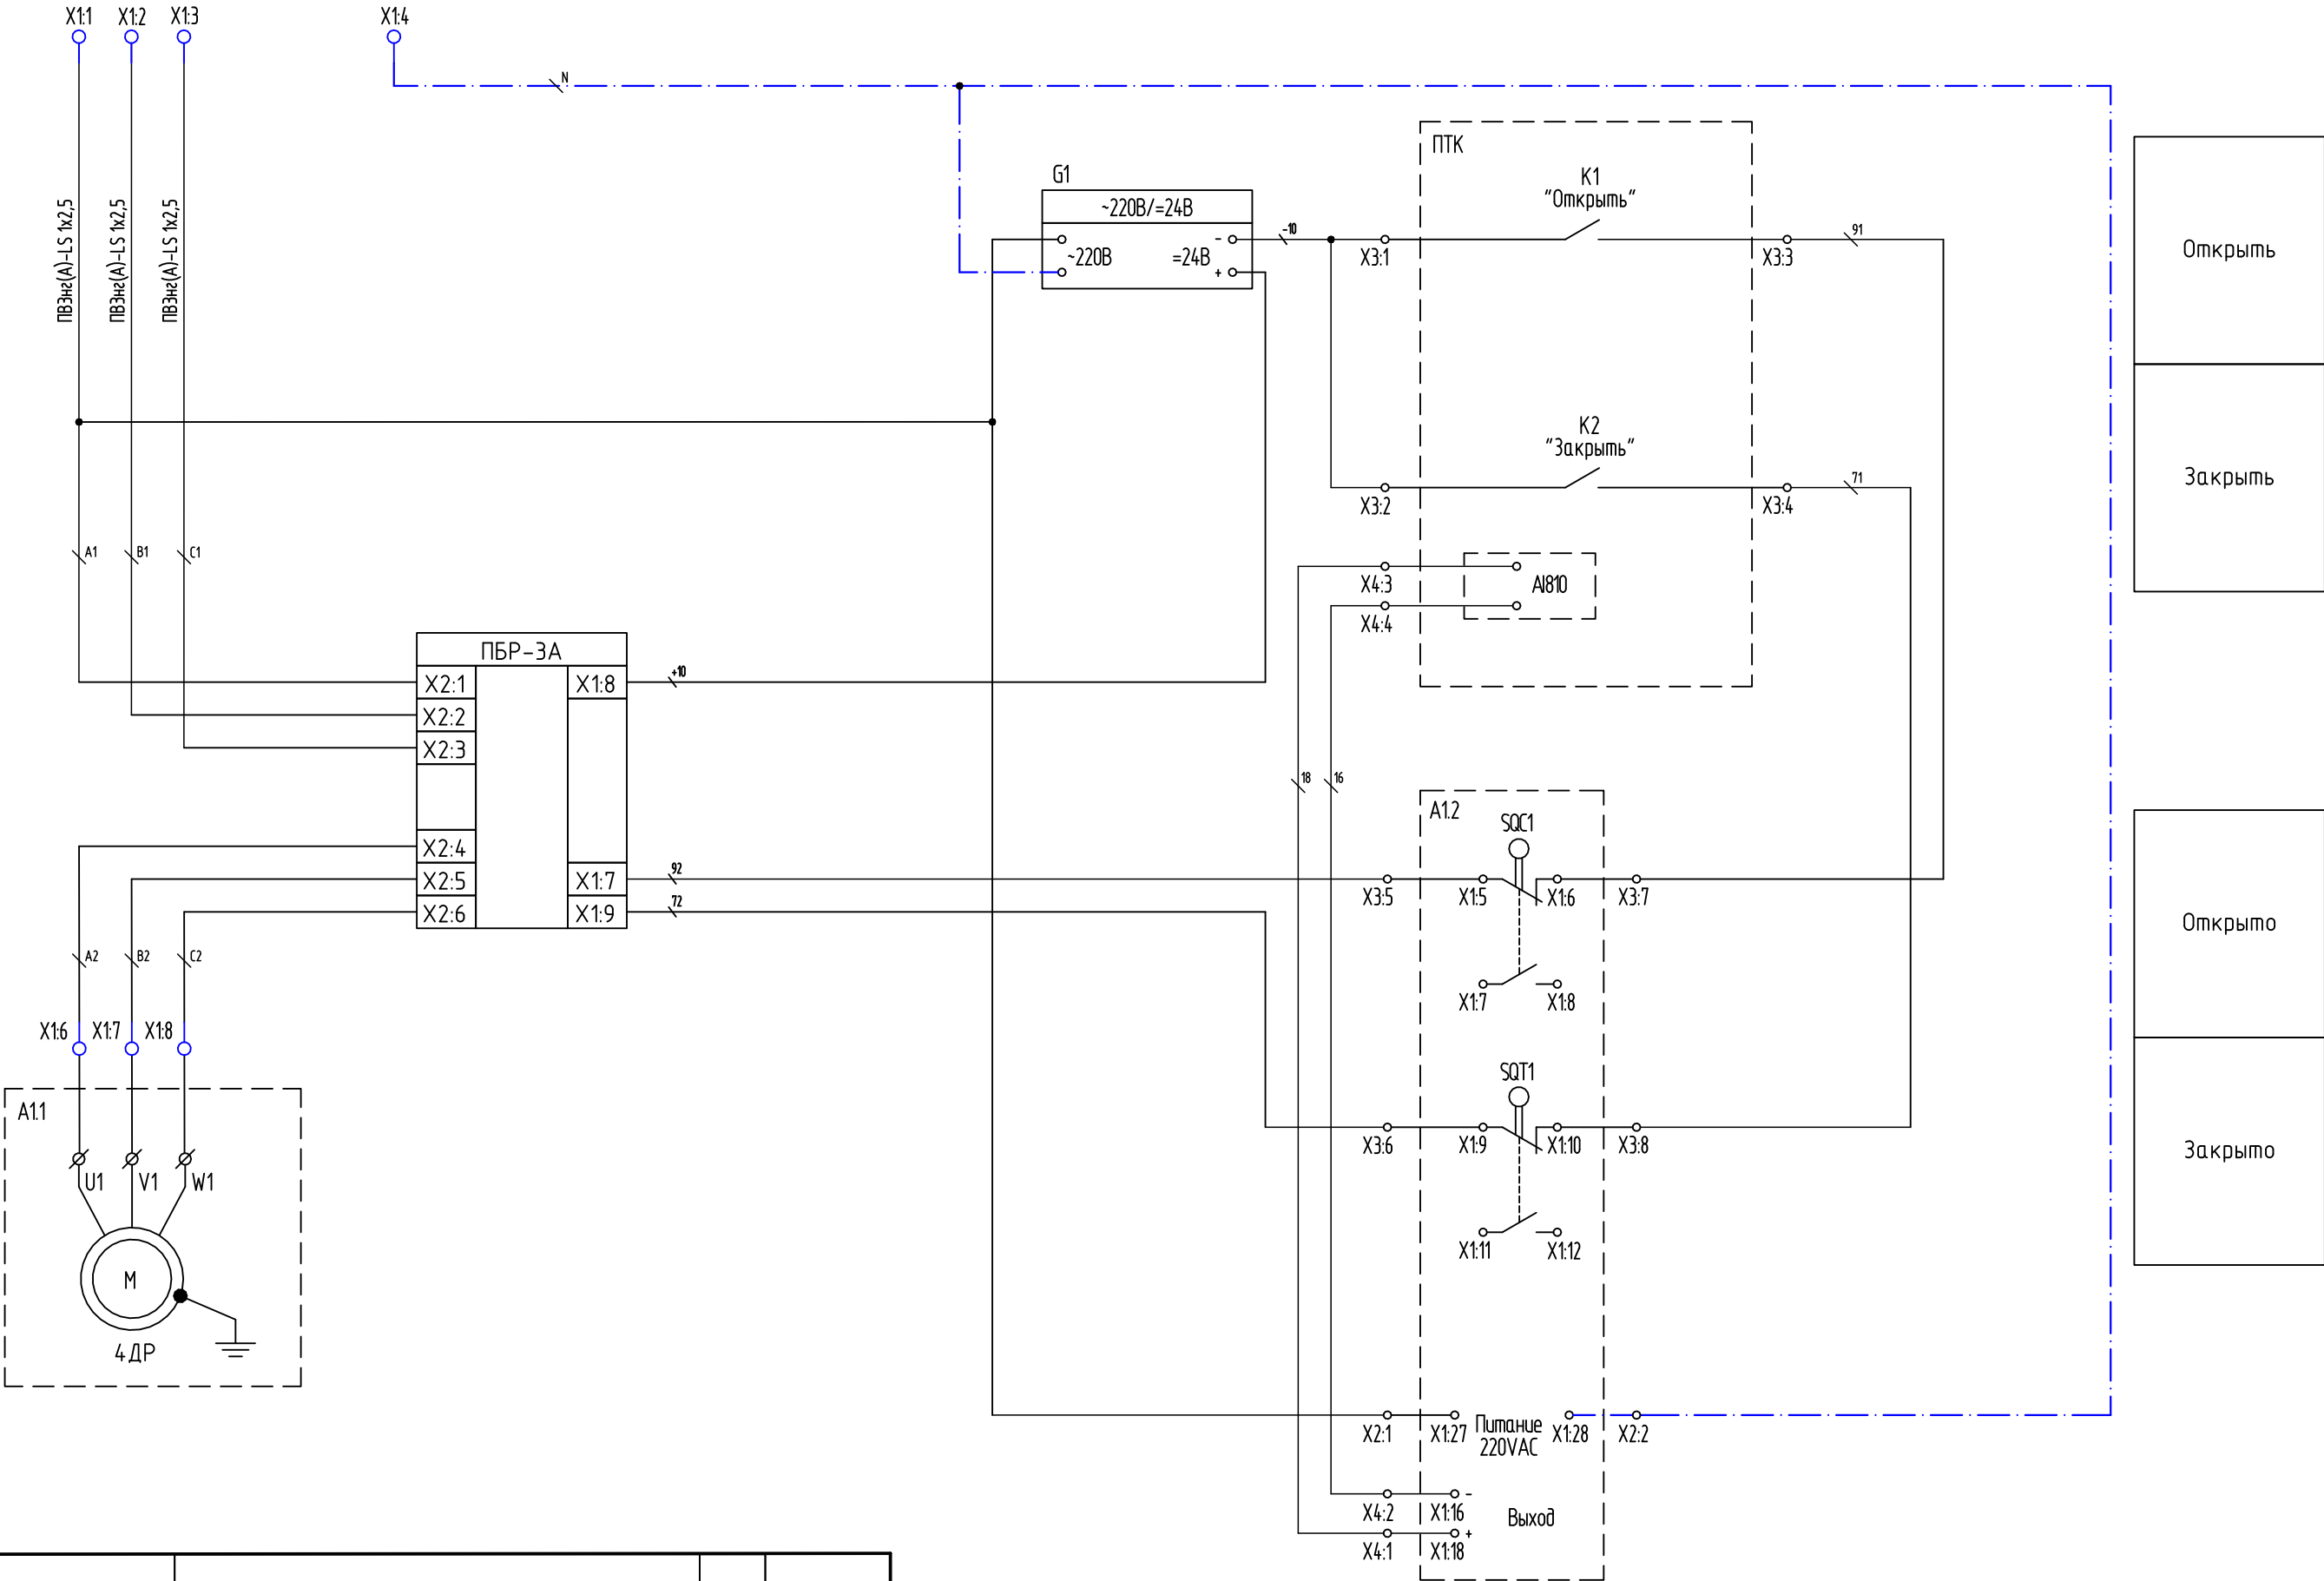 X1:1
X1:2
X1:3
X1:4
N
ПВ3нг(А)-LS 1x2,5
ПВ3нг(А)-LS 1x2,5
ПВ3нг(А)-LS 1x2,5
G1
~220В/=24В
~220В
=24В
-
+
-10
X3:1
ПТК
К1
"Открыть"
X3:3
91
Открыть
К2
"Закрыть"
X3:2
X3:4
71
Закрыть
A1
B1
C1
X4:3
AI810
X4:4
ПБР-3А
X2:1
X1:8
+10
X2:2
X2:3
18
16
A1.2
SQC1
X2:4
X2:5
X1:7
92
X3:5
X1:5
X1:6
X3:7
X2:6
X1:9
72
Открыто
A2
B2
C2
X1:7
X1:8
X1:6
X1:7
X1:8
SQT1
A1.1
X3:6
X1:9
X1:10
X3:8
Закрыто
U1
V1
W1
X1:11
X1:12
M
4ДР
X2:1
X1:27
Питание
220VAC
X1:28
X2:2
X4:2
X1:16
-
Выход
+
X4:1
X1:18